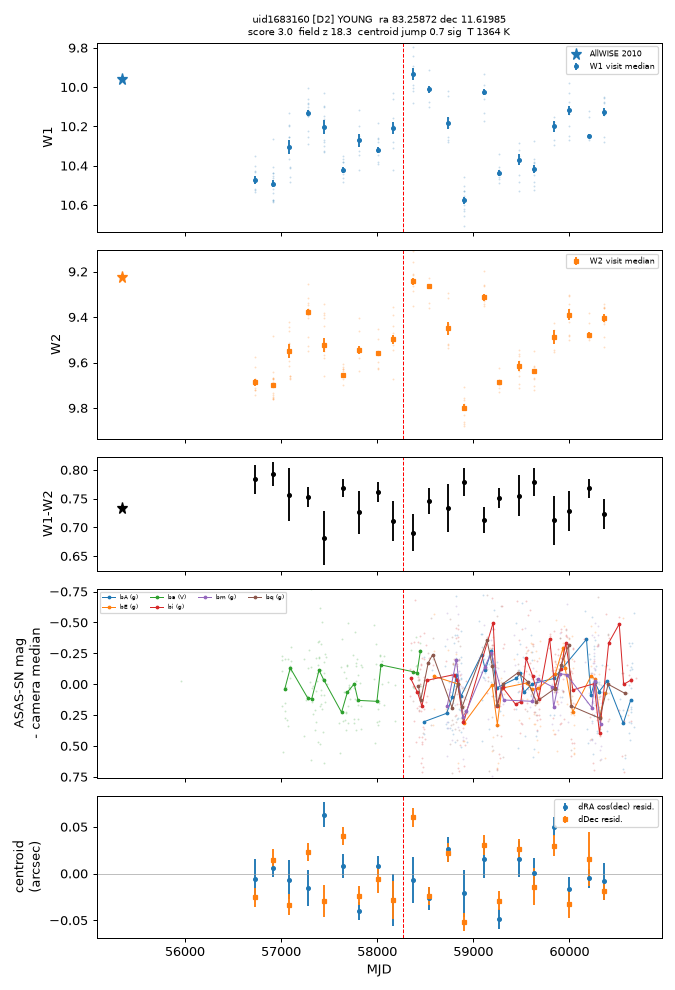 uid1683160 [D2] YOUNG ra 83.25872 dec 11.61985
score 3.0 field z 18.3 centroid jump 0.7 sig T 1364 K
9.8
10.0
10.2
10.4
10.6
W1
AllWISE 2010
W1 visit median
9.2
9.4
9.6
9.8
W2
W2 visit median
0.80
0.75
0.70
0.65
W1-W2
−0.75
−0.50
−0.25
0.00
0.25
0.50
0.75
ASAS-SN mag
- camera median
bA (g)
bE (g)
ba (V)
bi (g)
bm (g)
bq (g)
0.05
0.00
−0.05
centroid
(arcsec)
dRA cos(dec) resid.
dDec resid.
56000
57000
58000
59000
60000
MJD